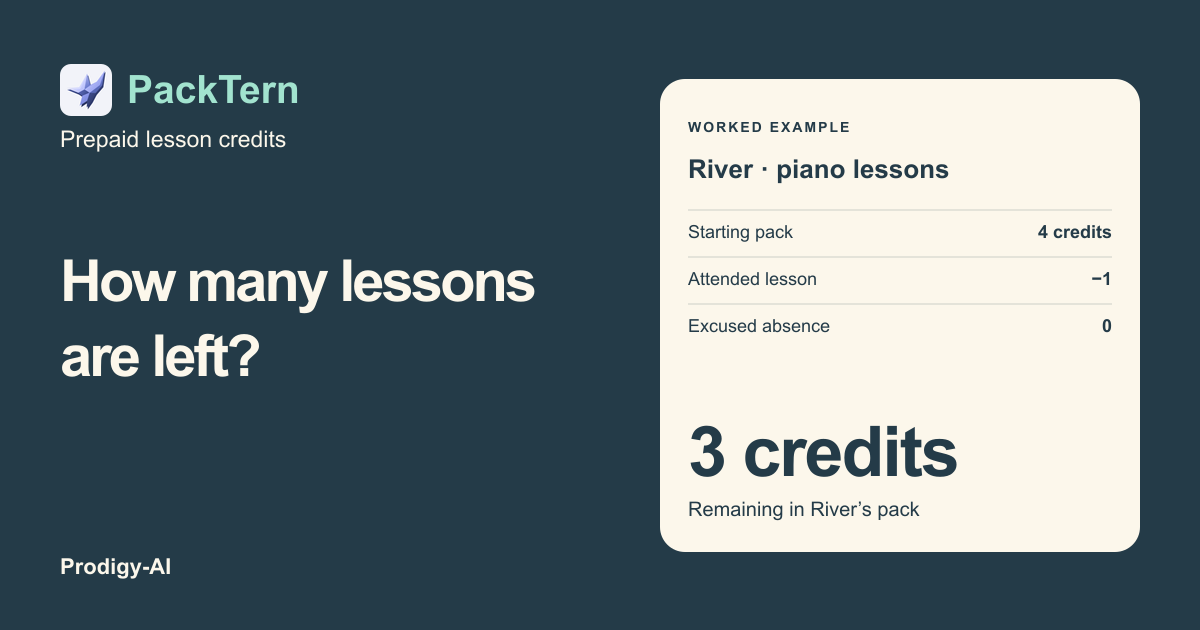 PackTern
Prepaid lesson credits
How many lessons
are left?
Prodigy-AI
WORKED EXAMPLE
River · piano lessons
Starting pack 4 credits
Attended lesson −1
Excused absence 0
3 credits
Remaining in River’s pack